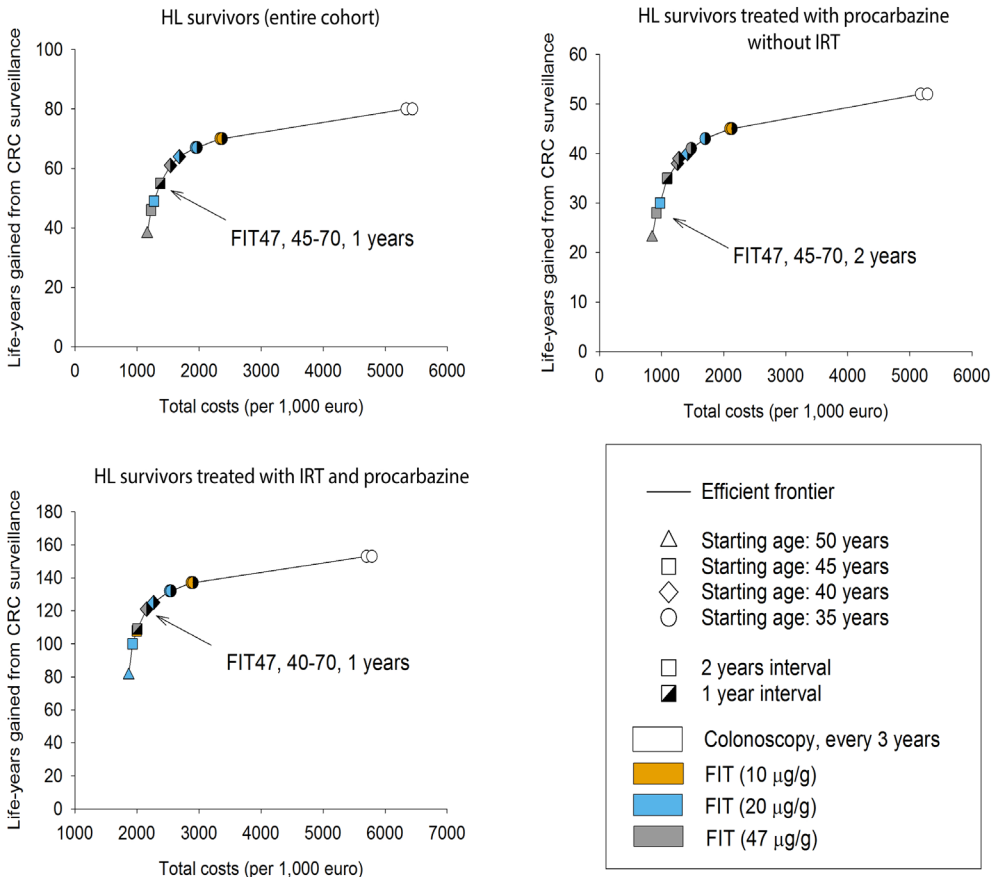 HL survivors (entire cohort)
Life-years gained from CRC surveillance
100
80
60
40
20
0
0 1000 2000 3000 4000 5000 6000
Total costs (per 1,000 euro)
FIT47, 45-70, 1 years
HL survivors treated with procarbazine
without IRT
Life-years gained from CRC surveillance
60
50
40
30
20
10
0
0 1000 2000 3000 4000 5000 6000
Total costs (per 1,000 euro)
FIT47, 45-70, 2 years
HL survivors treated with IRT and procarbazine
Life-years gained from CRC surveillance
180
160
140
120
100
80
60
40
20
0
1000 2000 3000 4000 5000 6000 7000
Total costs (per 1,000 euro)
FIT47, 40-70, 1 years
Efficient frontier
Starting age: 50 years
Starting age: 45 years
Starting age: 40 years
Starting age: 35 years
2 years interval
1 year interval
Colonoscopy, every 3 years
FIT (10 μg/g)
FIT (20 μg/g)
FIT (47 μg/g)